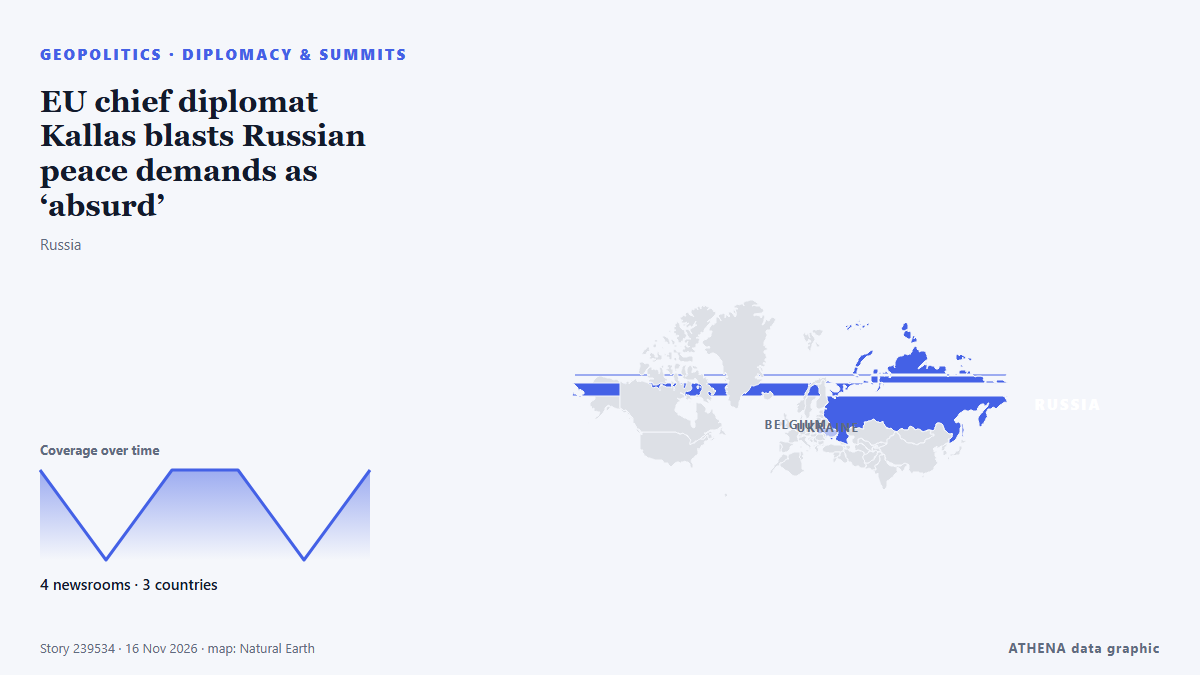 GEOPOLITICS · DIPLOMACY & SUMMITS
EU chief diplomat
Kallas blasts Russian
peace demands as
‘absurd’
Russia
RUSSIA
BELGIUM
UKRAINE
Coverage over time
4 newsrooms · 3 countries
Story 239534 · 16 Nov 2026 · map: Natural Earth
ATHENA data graphic